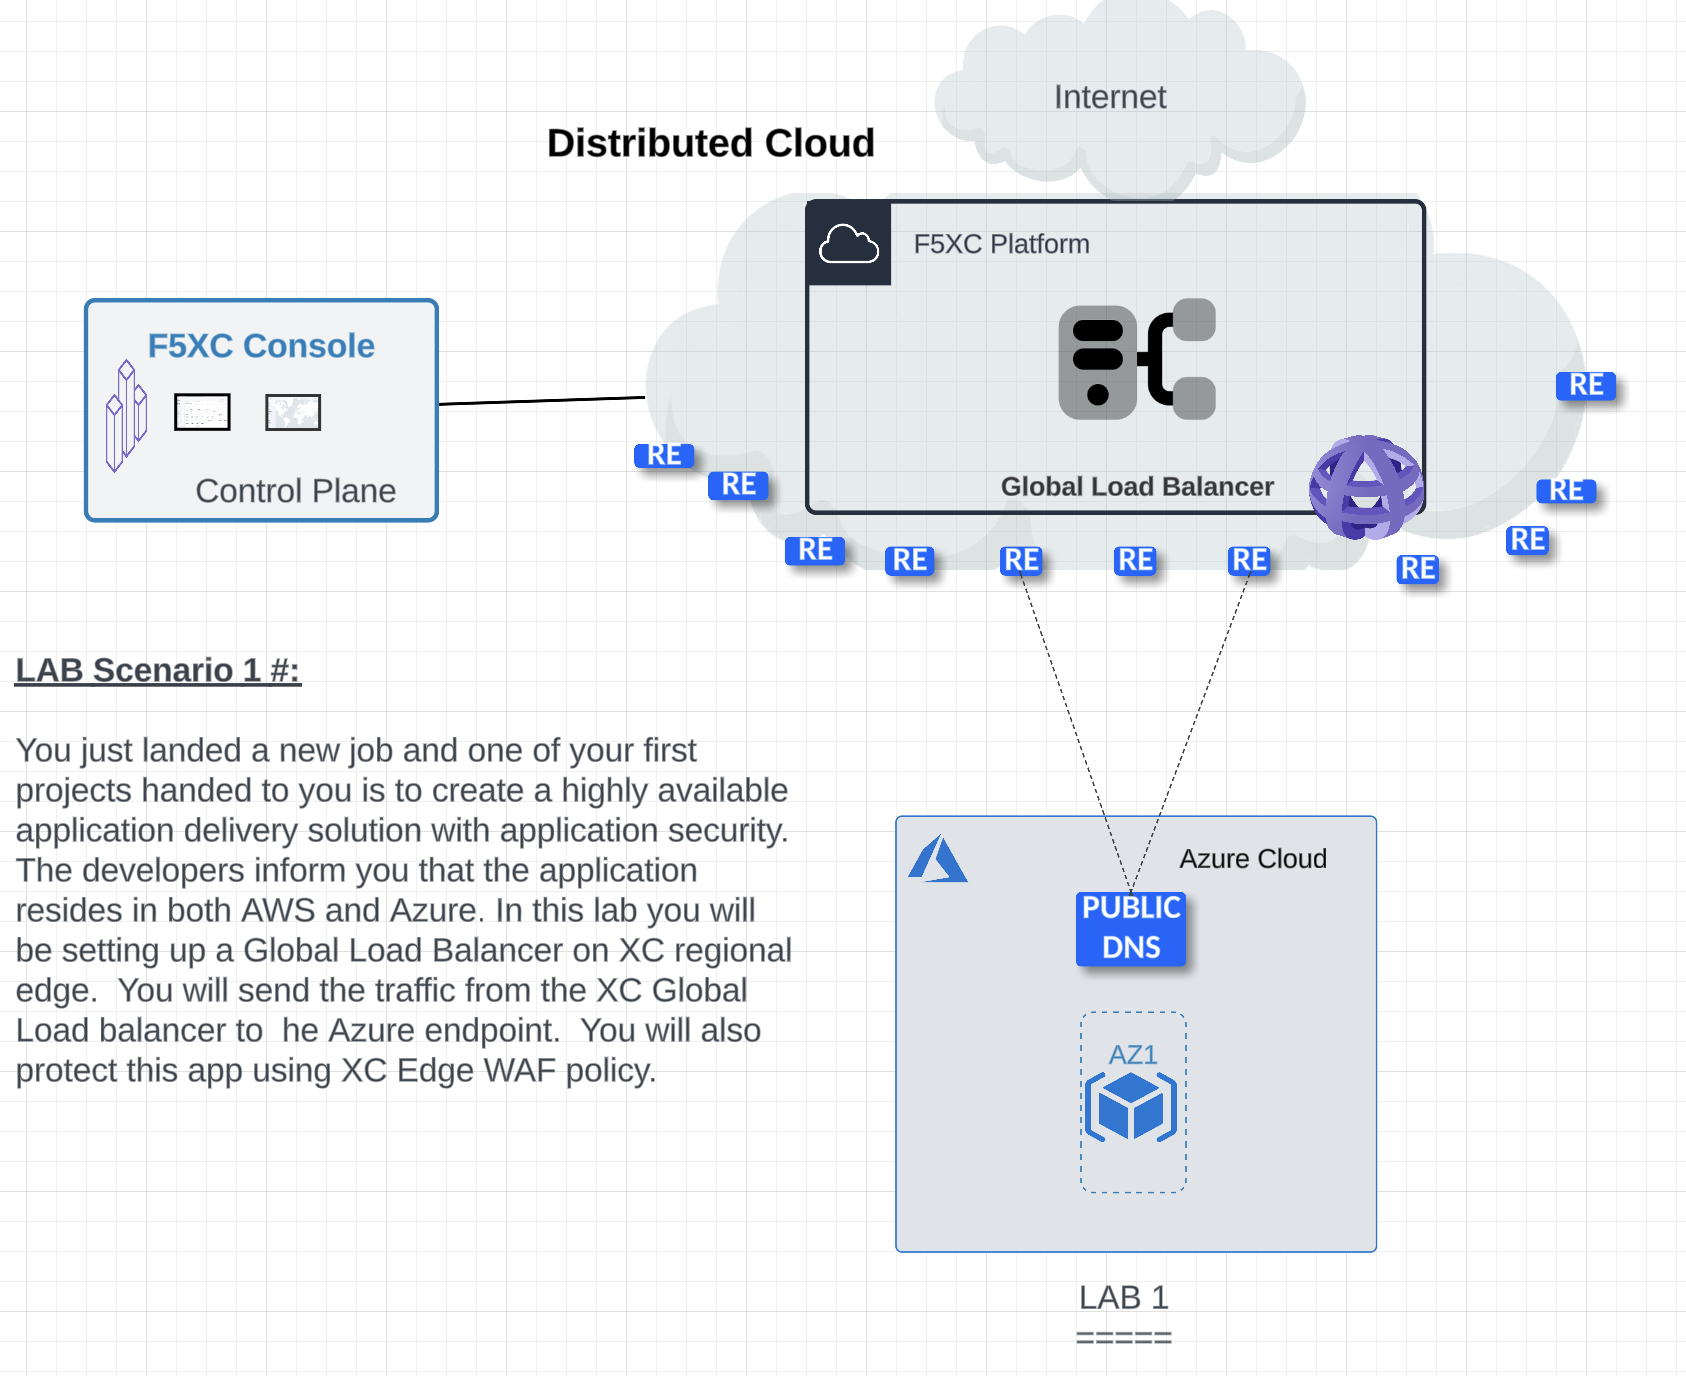 Internet
Distributed Cloud
F5XC Platform
F5XC Console
Control Plane
Global Load Balancer
RE
RE
RE
RE
RE
RE
RE
RE
RE
RE
RE
LAB Scenario 1 #:
You just landed a new job and one of your first
projects handed to you is to create a highly available
application delivery solution with application security.
The developers inform you that the application
resides in both AWS and Azure. In this lab you will
be setting up a Global Load Balancer on XC regional
edge.  You will send the traffic from the XC Global
Load balancer to  he Azure endpoint.  You will also
protect this app using XC Edge WAF policy.
Azure Cloud
PUBLIC
DNS
AZ1
LAB 1
=====